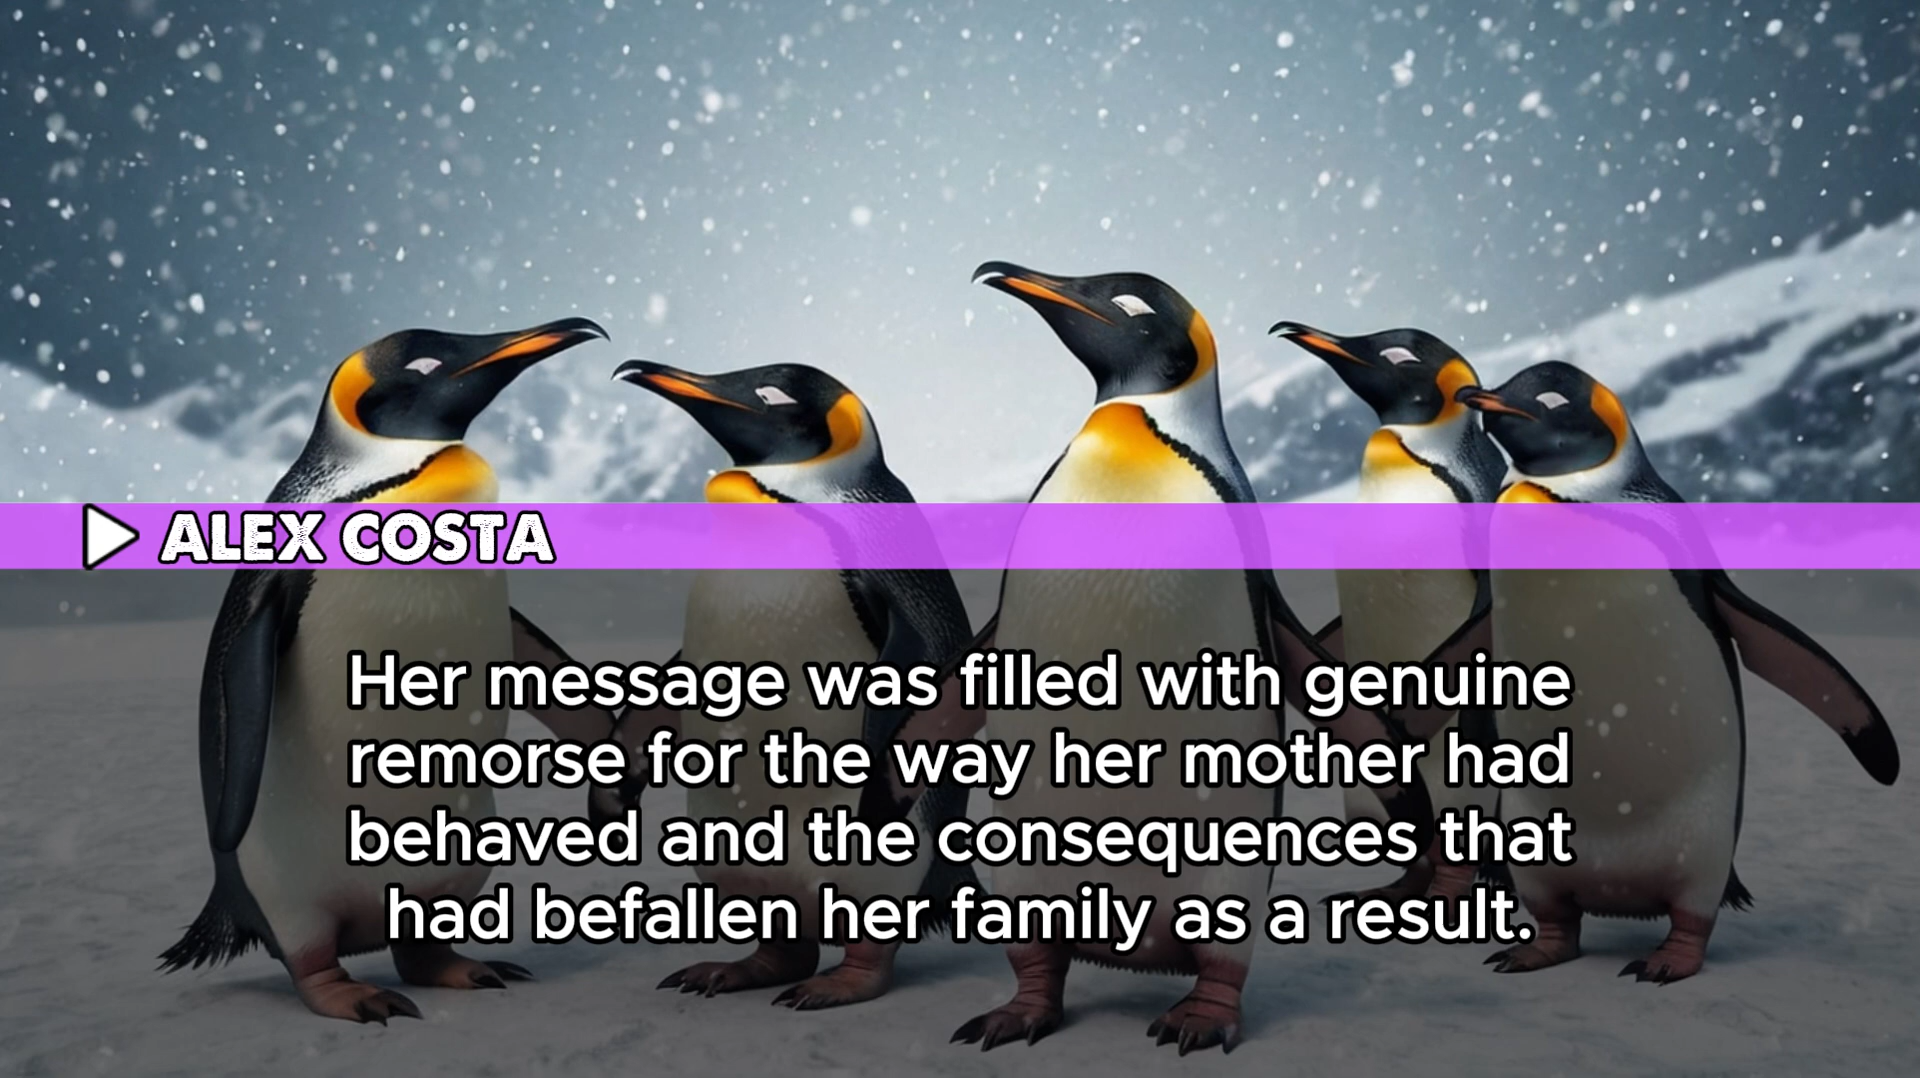 ALEX COSTA
Her message was filled with genuine
remorse for the way her mother had
behaved and the consequences that
had befallen her family as a result.